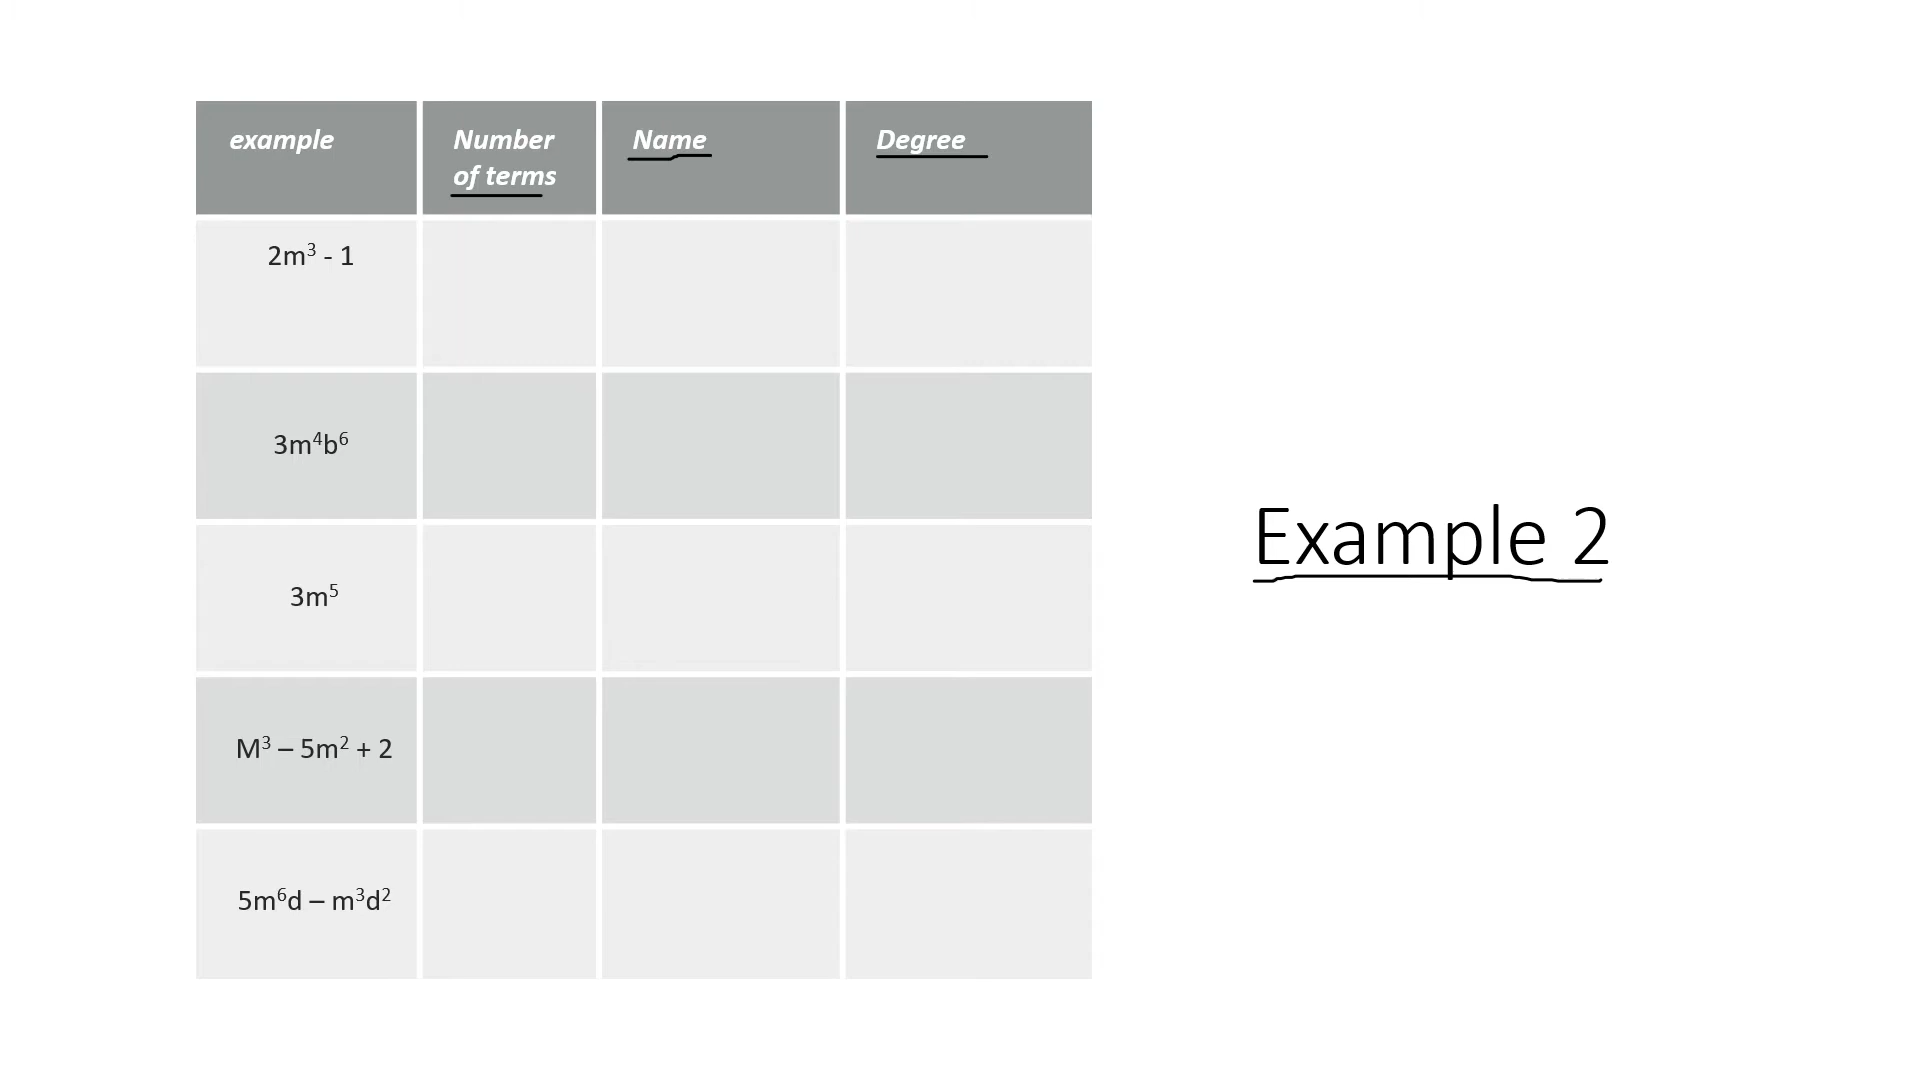 example
Number of terms
Name
Degree
2m³ - 1
3m⁴b⁶
3m⁵
M³ – 5m² + 2
5m⁶d – m³d²
Example 2